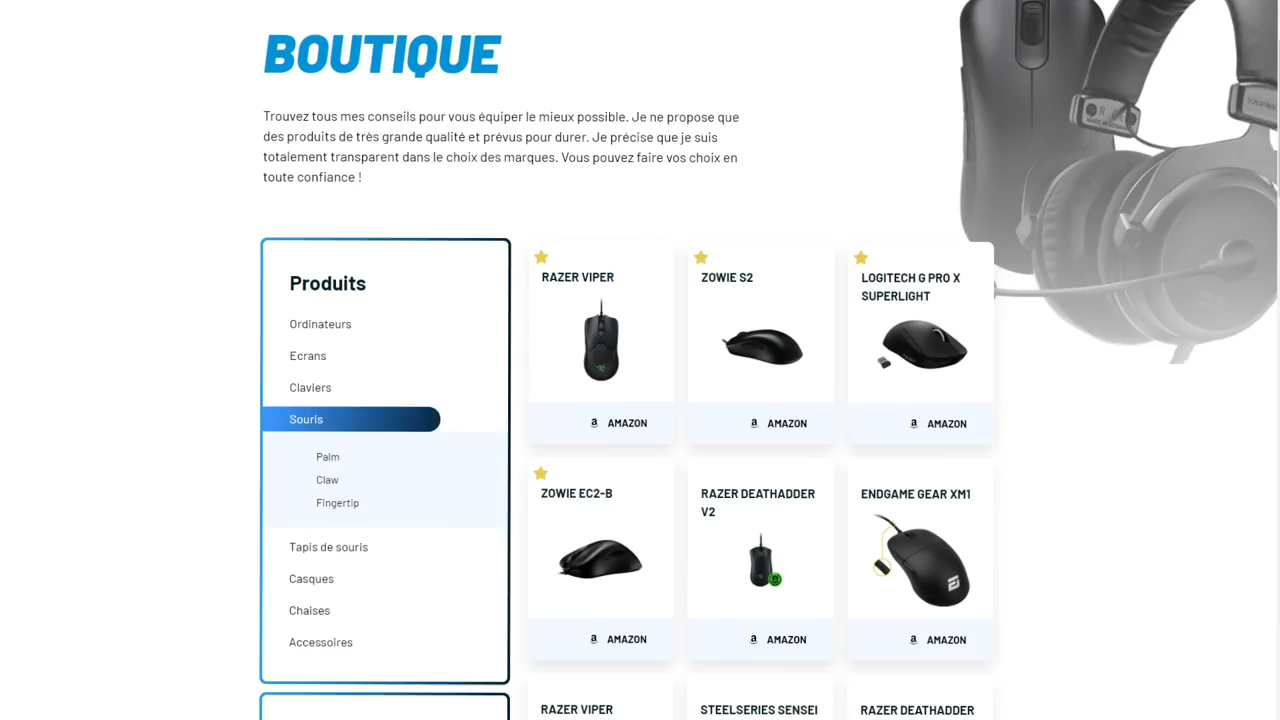 BOUTIQUE
Trouvez tous mes conseils pour vous équiper le mieux possible. Je ne propose que
des produits de très grande qualité et prévus pour durer. Je précise que je suis
totalement transparent dans le choix des marques. Vous pouvez faire vos choix en
toute confiance !
Produits
Ordinateurs
Ecrans
Claviers
Souris
Palm
Claw
Fingertip
Tapis de souris
Casques
Chaises
Accessoires
RAZER VIPER
AMAZON
ZOWIE S2
AMAZON
LOGITECH G PRO X
SUPERLIGHT
AMAZON
ZOWIE EC2-B
AMAZON
RAZER DEATHADDER
V2
AMAZON
ENDGAME GEAR XM1
AMAZON
RAZER VIPER
STEELSERIES SENSEI
RAZER DEATHADDER